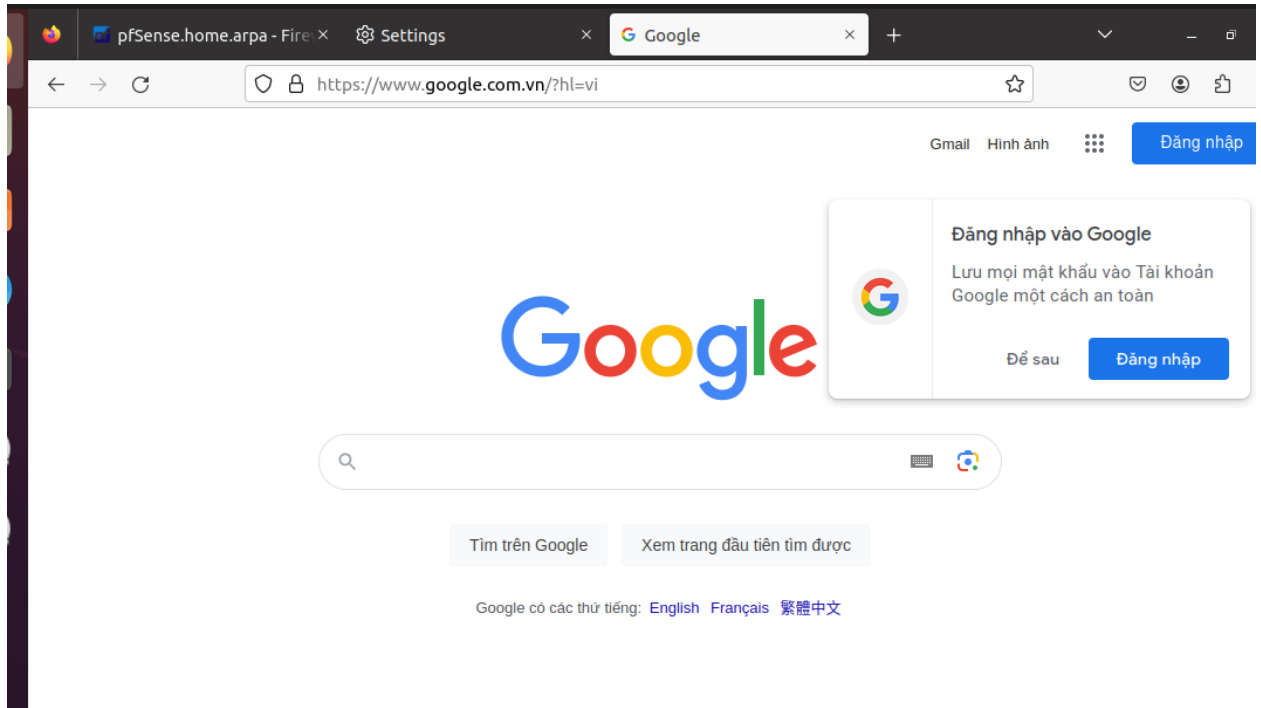 pfSense.home.arpa - Fire
Settings
Google
https://www.google.com.vn/?hl=vi
Gmail Hình ảnh
Đăng nhập
Đăng nhập vào Google
Lưu mọi mật khẩu vào Tài khoản
Google một cách an toàn
Để sau
Đăng nhập
Google
Tìm trên Google
Xem trang đầu tiên tìm được
Google có các thứ tiếng: English Français 繁體中文